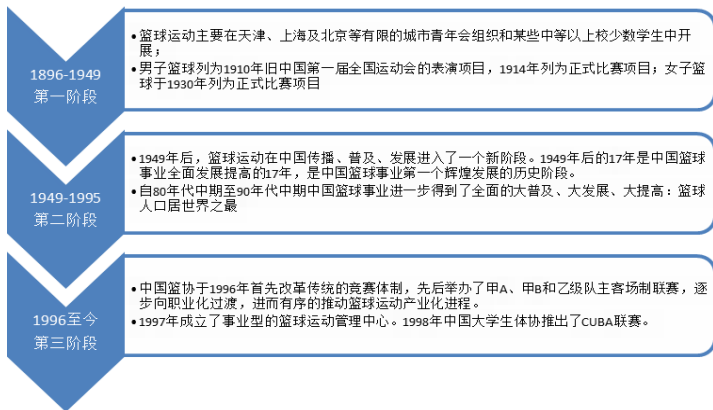 1896-1949
第一阶段
•篮球运动主要在天津、上海及北京等有限的城市青年会组织和某些中等以上校少数学生中开
展；
•男子篮球列为1910年旧中国第一届全国运动会的表演项目，1914年列为正式比赛项目；女子篮
球于1930年列为正式比赛项目
1949-1995
第二阶段
•1949年后，篮球运动在中国传播、普及、发展进入了一个新阶段。1949年后的17年是中国篮球
事业全面发展提高的17年，是中国篮球事业第一个辉煌发展的历史阶段。
•自80年代中期至90年代中期中国篮球事业进一步得到了全面的大普及、大发展、大提高：篮球
人口居世界之最
1996至今
第三阶段
•中国篮协于1996年首先改革传统的竞赛体制，先后举办了甲A、甲B和乙级队主客场制联赛，逐
步向职业化过渡，进而有序的推动篮球运动产业化进程。
•1997年成立了事业型的篮球运动管理中心。1998年中国大学生体协推出了CUBA联赛。